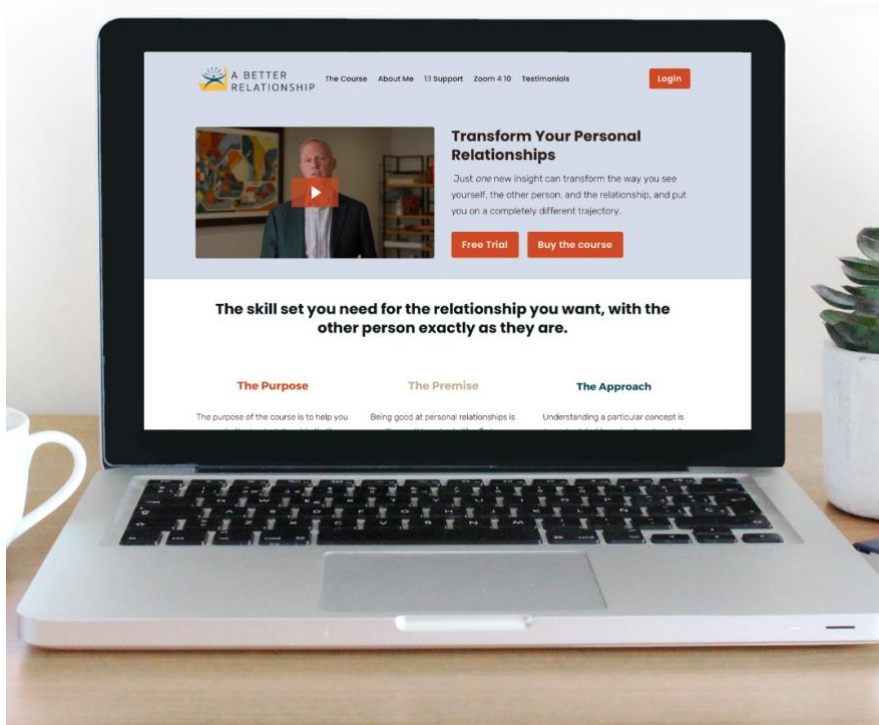 A BETTER
RELATIONSHIP
The Course About Me 1:1 Support Zoom 4 10 Testimonials
Login
Transform Your Personal
Relationships
Just one new insight can transform the way you see
yourself, the other person, and the relationship, and put
you on a completely different trajectory.
Free Trial Buy the course
The skill set you need for the relationship you want, with the
other person exactly as they are.
The Purpose The Premise The Approach
The purpose of the course is to help you Being good at personal relationships is Understanding a particular concept is